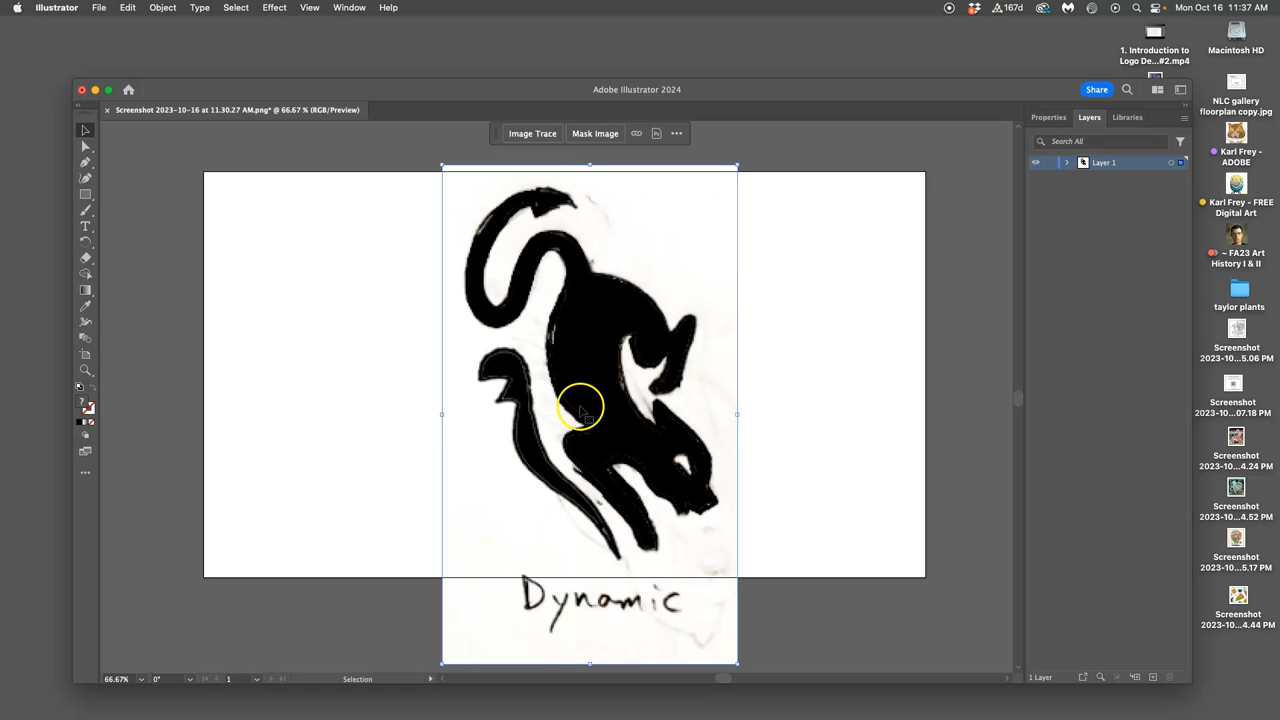 Illustrator File Edit Object Type Select Effect View Window Help
167d
Mon Oct 16 11:37 AM
1. Introduction to
Logo De...#2.mp4
Macintosh HD
Adobe Illustrator 2024
Share
Screenshot 2023-10-16 at 11.30.27 AM.png* @ 66.67 % (RGB/Preview)
Properties Layers Libraries
Image Trace Mask Image
Search All
Layer 1
NLC gallery
floorplan copy.jpg
Karl Frey -
ADOBE
Karl Frey - FREE
Digital Art
~ FA23 Art
History I & II
taylor plants
Screenshot
2023-10...5.06 PM
Screenshot
2023-10...07.18 PM
Screenshot
2023-10...4.24 PM
Screenshot
2023-10...4.52 PM
Screenshot
2023-10...5.17 PM
Screenshot
2023-10...4.44 PM
Dynamic
66.67% 0° 1 Selection
1 Layer